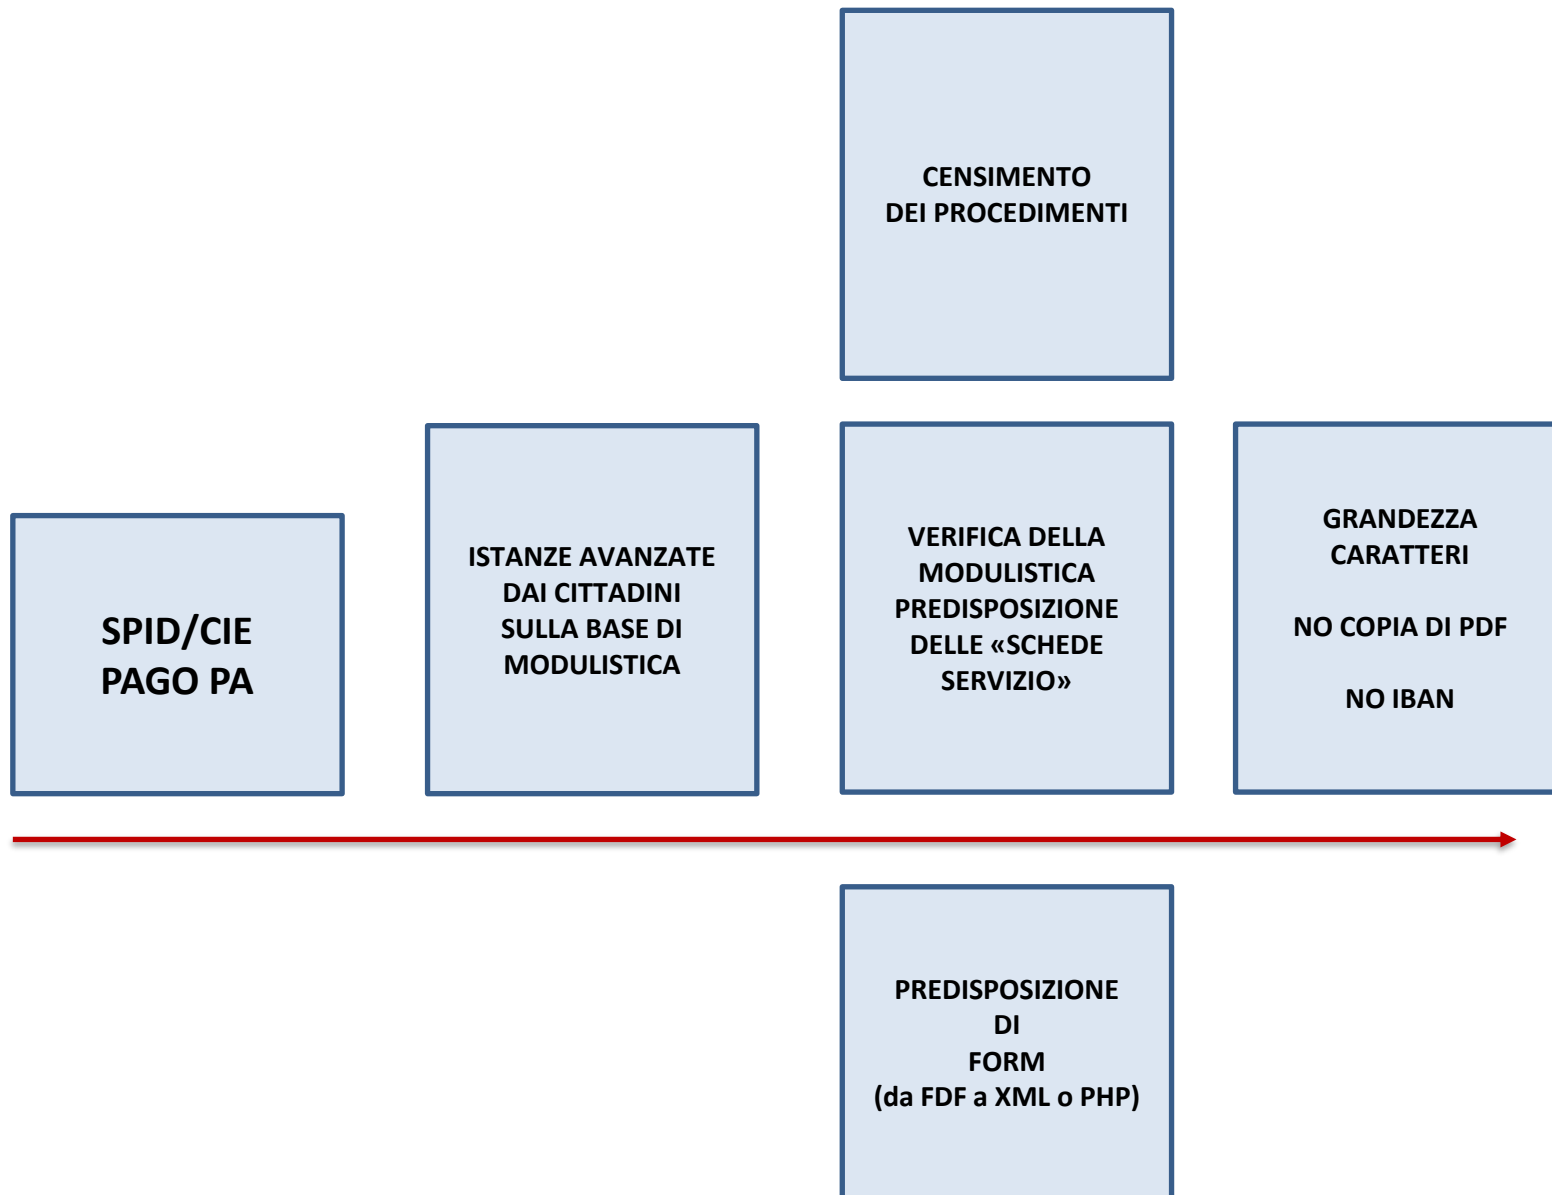 CENSIMENTO
DEI PROCEDIMENTI
SPID/CIE
PAGO PA
ISTANZE AVANZATE
DAI CITTADINI
SULLA BASE DI
MODULISTICA
VERIFICA DELLA
MODULISTICA
PREDISPOSIZIONE
DELLE «SCHEDE
SERVIZIO»
GRANDEZZA
CARATTERI
NO COPIA DI PDF
NO IBAN
PREDISPOSIZIONE
DI
FORM
(da FDF a XML o PHP)